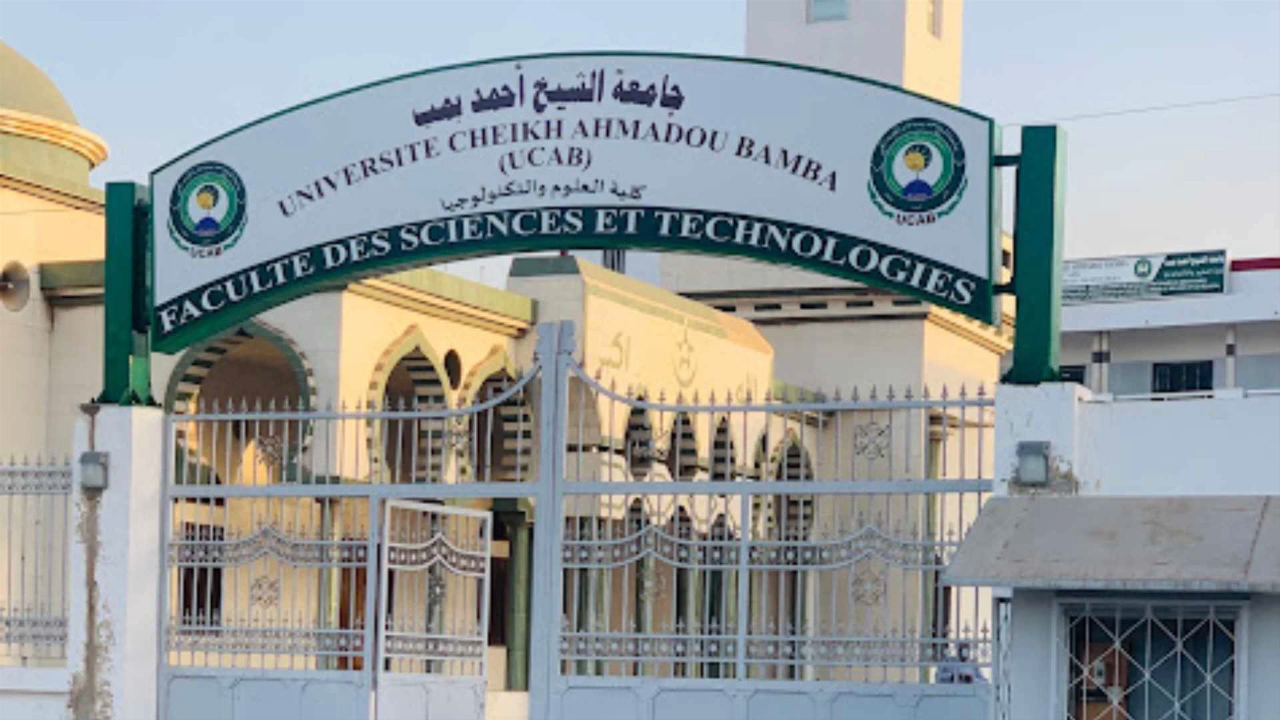 جامعة الشيخ أحمد بمب
UNIVERSITE CHEIKH AHMADOU BAMBA
(UCAB)
كلية العلوم والتكنولوجيا
FACULTE DES SCIENCES ET TECHNOLOGIES
UCAB
UCAB
اكبر